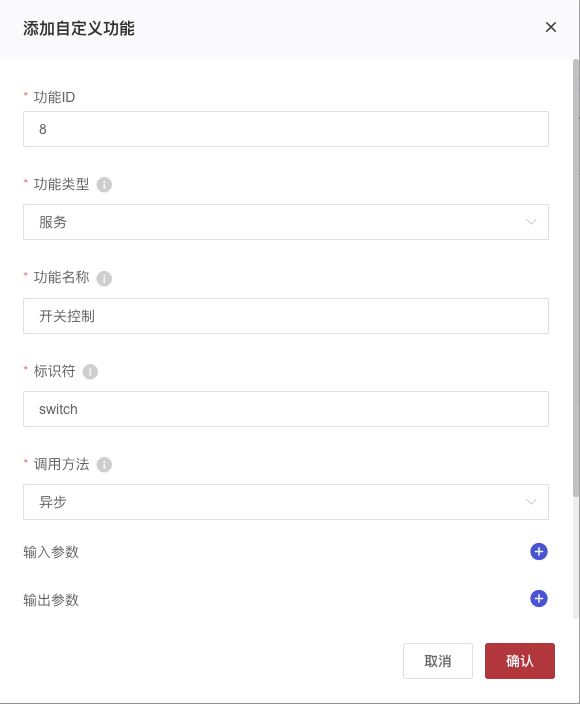 添加自定义功能
* 功能ID
8
* 功能类型
服务
* 功能名称
开关控制
* 标识符
switch
* 调用方法
异步
输入参数
输出参数
取消 确认